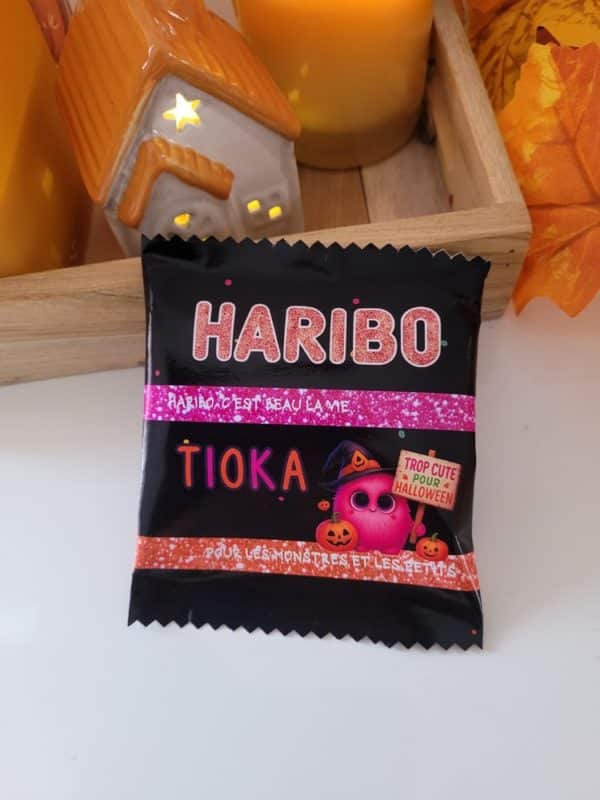 HARIBO
HARIBO, C'EST BEAU LA VIE
TIOKA
TROP CUTE
POUR
HALLOWEEN
POUR LES MONSTRES ET LES PETITS